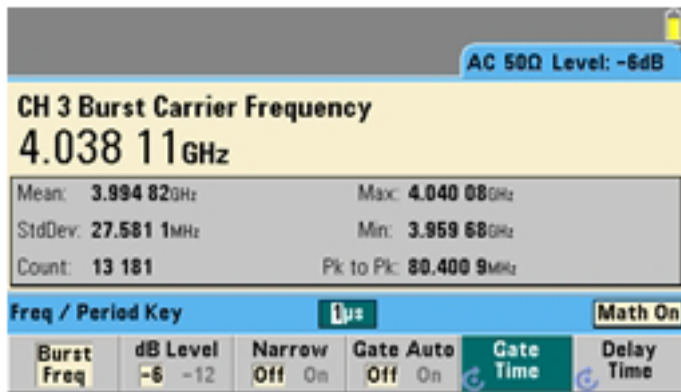 AC 50Ω Level: -6dB
CH 3 Burst Carrier Frequency
4.038 11GHz
Mean: 3.994 82GHz Max: 4.040 08GHz
StdDev: 27.581 1MHz Min: 3.959 68GHz
Count: 13 181 Pk to Pk: 80.400 9MHz
Freq / Period Key 1µs Math On
Burst Freq dB Level -6 -12 Narrow Off On Gate Auto Off On Gate Time Delay Time